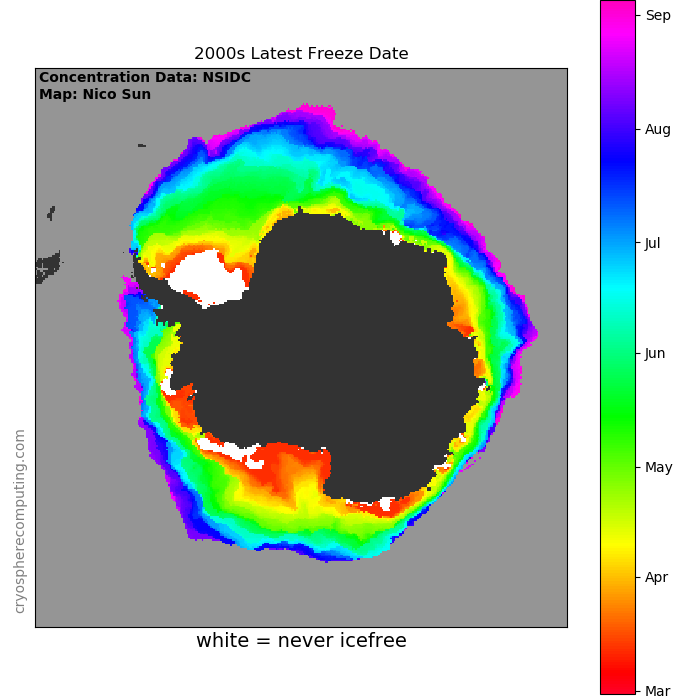 2000s Latest Freeze Date
Concentration Data: NSIDC
Map: Nico Sun
Sep
Aug
Jul
Jun
May
Apr
Mar
cryospherecomputing.com
white = never icefree